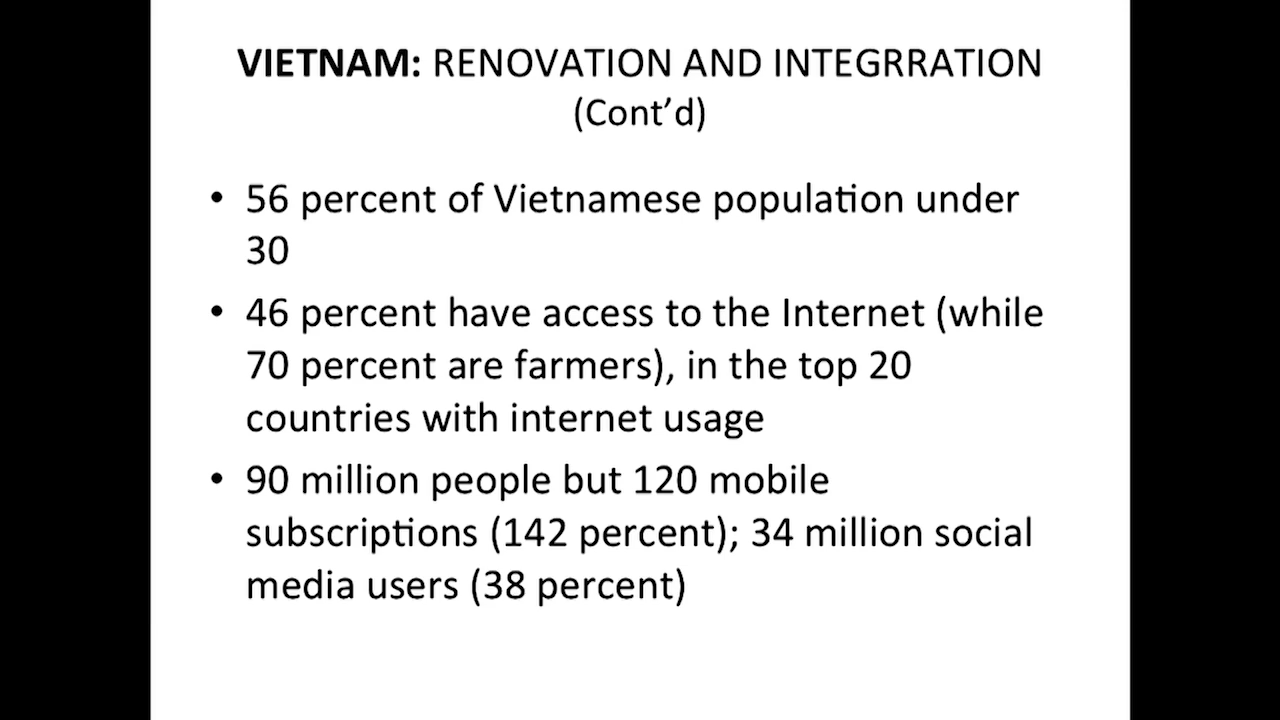 VIETNAM: RENOVATION AND INTEGRRATION
(Cont’d)
• 56 percent of Vietnamese population under
30
• 46 percent have access to the Internet (while
70 percent are farmers), in the top 20
countries with internet usage
• 90 million people but 120 mobile
subscriptions (142 percent); 34 million social
media users (38 percent)